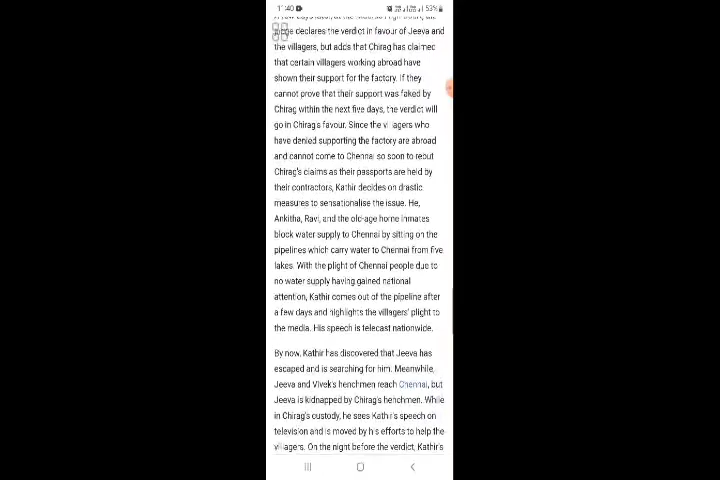 11:40
53%
declares the verdict in favour of Jeeva and
the villagers, but adds that Chirag has claimed
that certain villagers working abroad have
shown their support for the factory. If they
cannot prove that their support was faked by
Chirag within the next five days, the verdict will
go in Chirag's favour. Since the villagers who
have denied supporting the factory are abroad
and cannot come to Chennai so soon to rebut
Chirag's claims as their passports are held by
their contractors, Kathir decides on drastic
measures to sensationalise the issue. He,
Ankitha, Ravi, and the old-age home inmates
block water supply to Chennai by sitting on the
pipelines which carry water to Chennai from five
lakes. With the plight of Chennai people due to
no water supply having gained national
attention, Kathir comes out of the pipeline after
a few days and highlights the villagers' plight to
the media. His speech is telecast nationwide.
By now, Kathir has discovered that Jeeva has
escaped and is searching for him. Meanwhile,
Jeeva and Vivek's henchmen reach Chennai, but
Jeeva is kidnapped by Chirag's henchmen. While
in Chirag's custody, he sees Kathir's speech on
television and is moved by his efforts to help the
villagers. On the night before the verdict, Kathir's